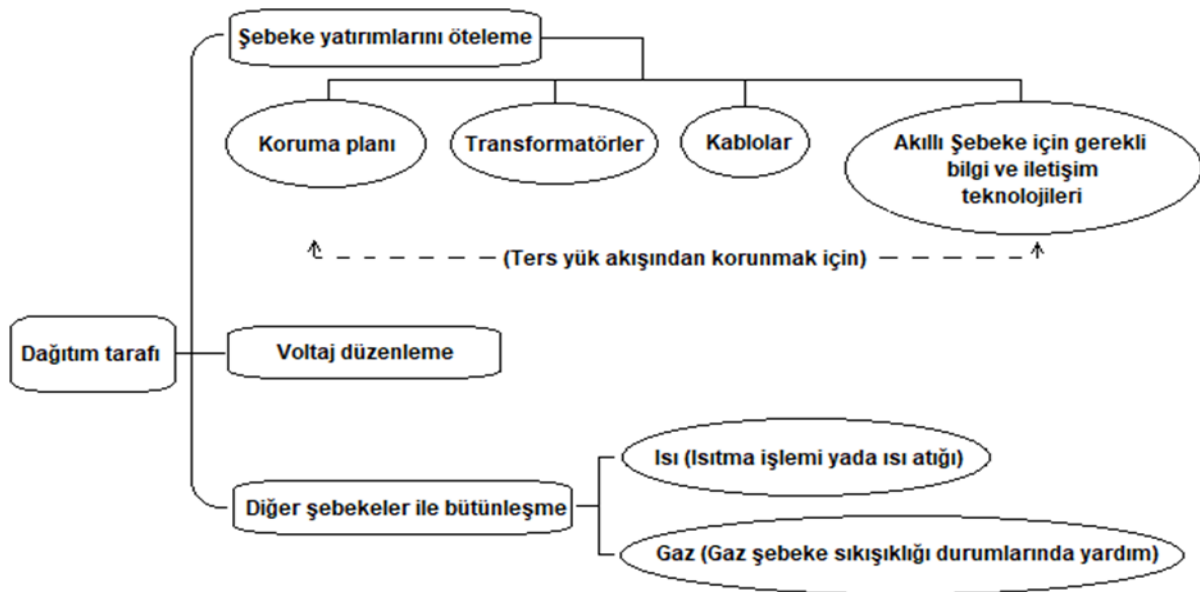 Şebeke yatırımlarını öteleme
Koruma planı
Transformatörler
Kablolar
Akıllı Şebeke için gerekli
bilgi ve iletişim
teknolojileri
(Ters yük akışından korunmak için)
Dağıtım tarafı
Voltaj düzenleme
Diğer şebekeler ile bütünleşme
Isı (Isıtma işlemi yada ısı atığı)
Gaz (Gaz şebeke sıkışıklığı durumlarında yardım)